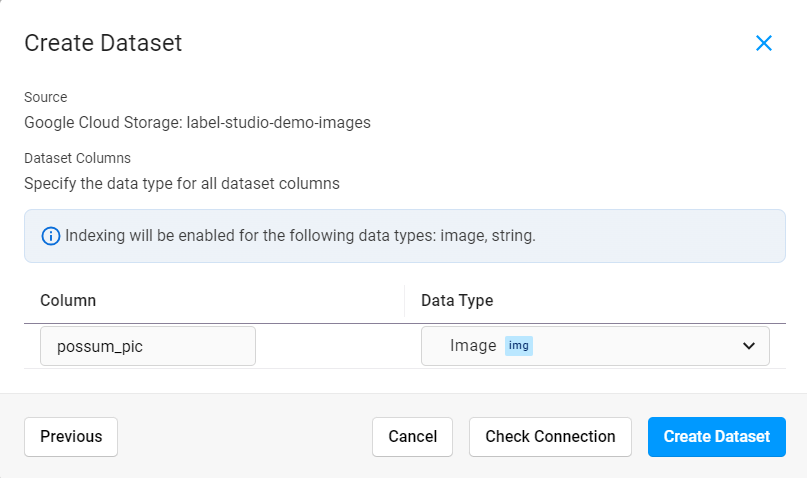 Create Dataset
Source
Google Cloud Storage: label-studio-demo-images
Dataset Columns
Specify the data type for all dataset columns
Indexing will be enabled for the following data types: image, string.
Column Data Type
possum_pic Image img
Previous Cancel Check Connection Create Dataset